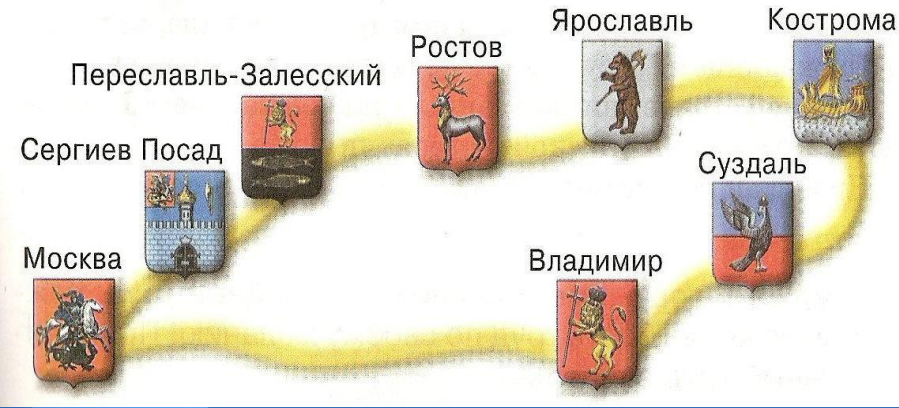 Ярославль
Кострома
Ростов
Переславль-Залесский
Сергиев Посад
Суздаль
Москва
Владимир